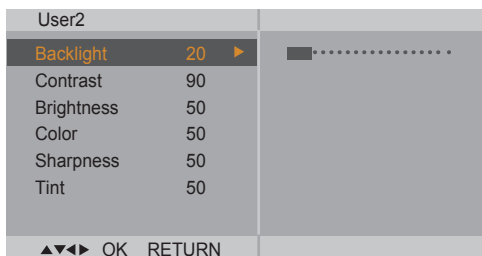 User2
Backlight 20 ►
Contrast 90
Brightness 50
Color 50
Sharpness 50
Tint 50
▲▼◄► OK RETURN